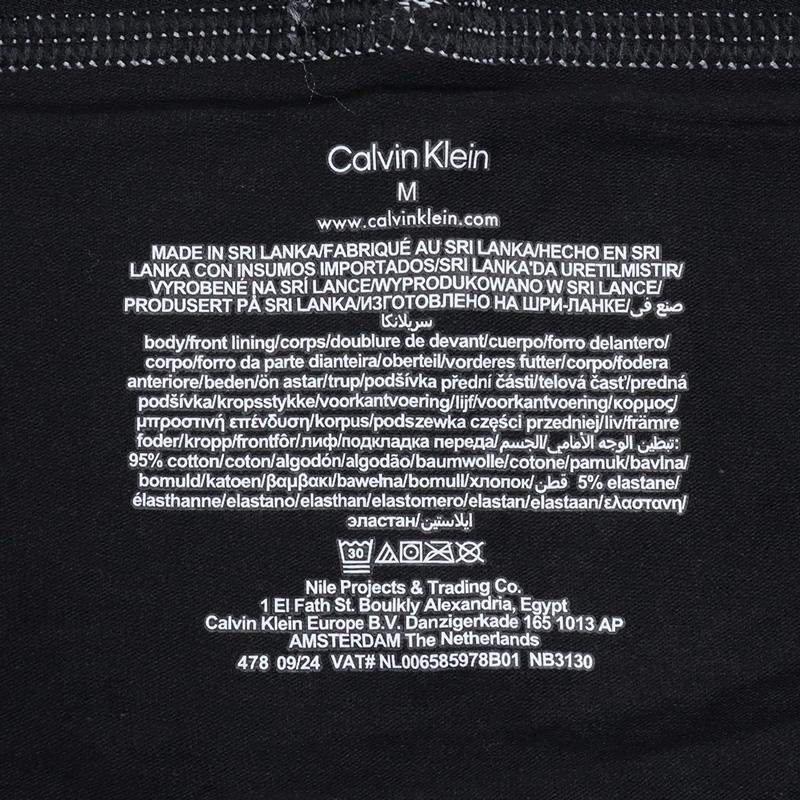 Calvin Klein
M
www.calvinklein.com
MADE IN SRI LANKA/FABRIQUÉ AU SRI LANKA/HECHO EN SRI
LANKA CON INSUMOS IMPORTADOS/SRI LANKA'DA URETILMISTIR/
VYROBENÉ NA SRÍ LANCE/WYPRODUKOWANO W SRI LANCE/
PRODUSERT PÅ SRI LANKA/ИЗГОТОВЛЕНО НА ШРИ-ЛАНКЕ/صنع في
سريلانكا
body/front lining/corps/doublure de devant/cuerpo/forro delantero/
corpo/forro da parte dianteira/oberteil/vorderes futter/corpo/fodera
anteriore/beden/ön astar/trup/podšívka přední části/telová časť/predná
podšívka/kropsstykke/voorkantvoering/lijf/voorkantvoering/κορμος/
μπροστινή επένδυση/korpus/podszewka części przedniej/liv/främre
foder/kropp/frontfôr/лиф/подкладка переда/تبطين الوجه الأمامي/الجسم:
95% cotton/coton/algodón/algodão/baumwolle/cotone/pamuk/bavlna/
bomuld/katoen/βαμβακι/bawełna/bomull/хлопок/قطن 5% elastane/
élasthanne/elastano/elasthan/elastomero/elastan/elastaan/ελαστανη/
эластан/ايلاستين
30
Nile Projects & Trading Co.
1 El Fath St. Boulkly Alexandria, Egypt
Calvin Klein Europe B.V. Danzigerkade 165 1013 AP
AMSTERDAM The Netherlands
478 09/24 VAT# NL006585978B01 NB3130